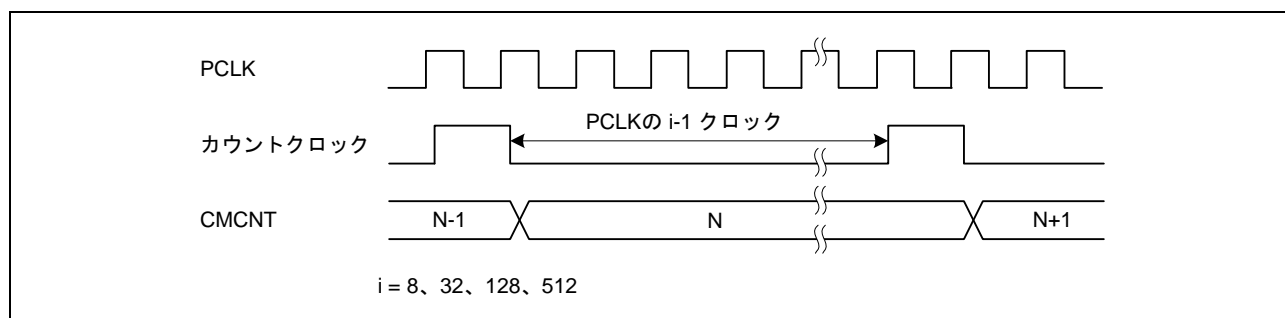 PCLK
PCLKの i-1 クロック
カウントクロック
CMCNT
N-1
N
N+1
i = 8、32、128、512